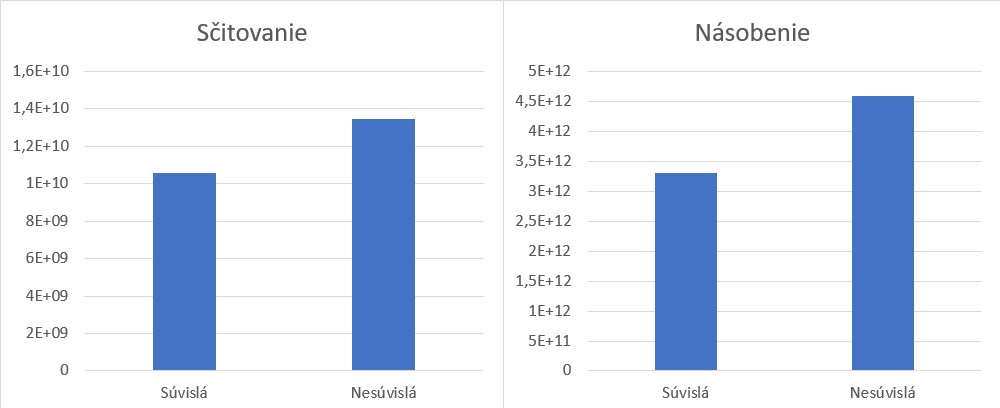 Sčitovanie
1,6E+10
1,4E+10
1,2E+10
1E+10
8E+09
6E+09
4E+09
2E+09
0
Súvislá Nesúvislá
Násobenie
5E+12
4,5E+12
4E+12
3,5E+12
3E+12
2,5E+12
2E+12
1,5E+12
1E+12
5E+11
0
Súvislá Nesúvislá